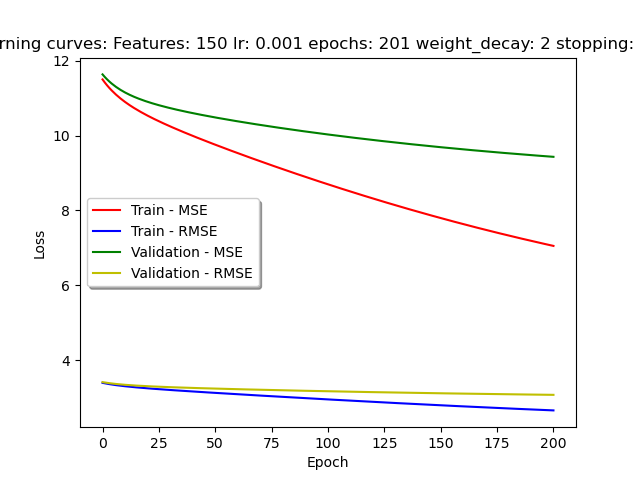 rning curves: Features: 150 lr: 0.001 epochs: 201 weight_decay: 2 stopping:
12
10
8
6
4
Loss
Train - MSE
Train - RMSE
Validation - MSE
Validation - RMSE
0 25 50 75 100 125 150 175 200
Epoch